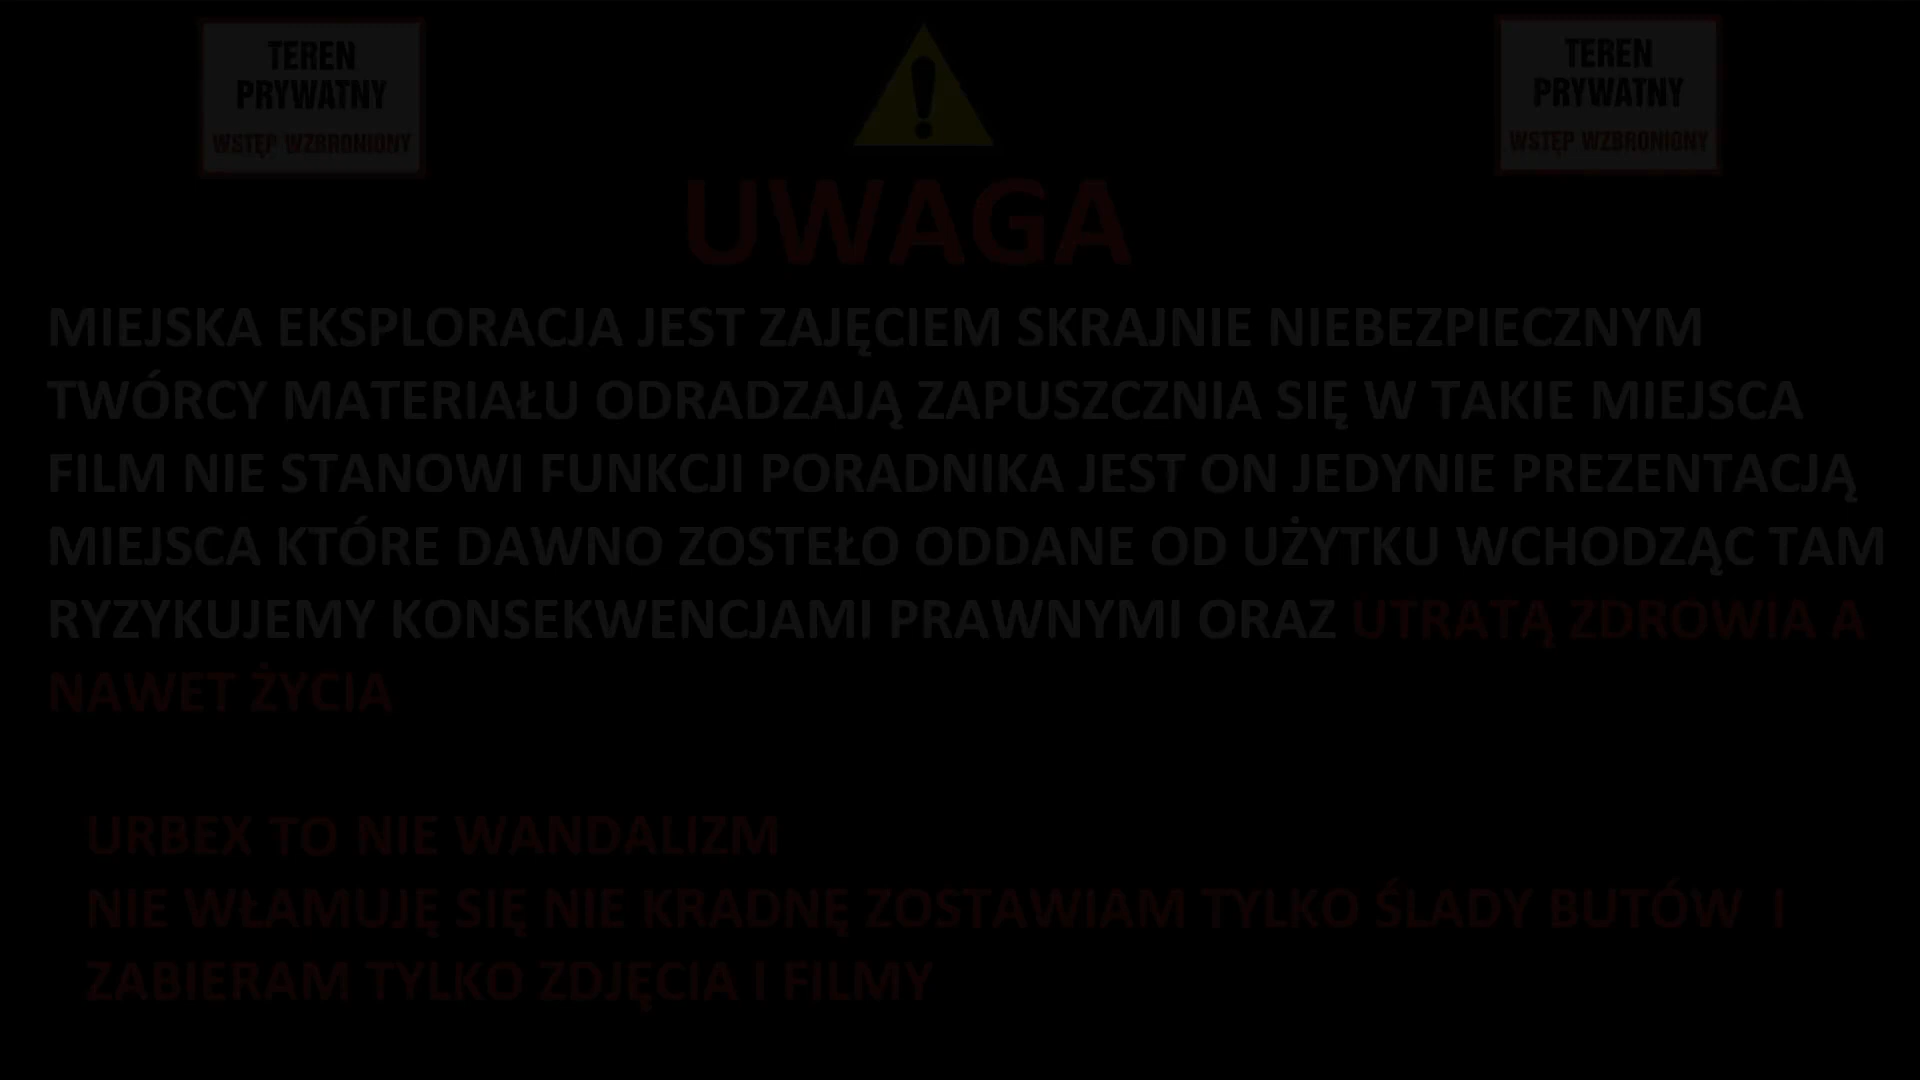 TEREN
PRYWATNY
WSTĘP WZBRONIONY
TEREN
PRYWATNY
WSTĘP WZBRONIONY
UWAGA
MIEJSKA EKSPLORACJA JEST ZAJĘCIEM SKRAJNIE NIEBEZPIECZNYM
TWÓRCY MATERIAŁU ODRADZAJĄ ZAPUSZCZNIA SIĘ W TAKIE MIEJSCA
FILM NIE STANOWI FUNKCJI PORADNIKA JEST ON JEDYNIE PREZENTACJĄ
MIEJSCA KTÓRE DAWNO ZOSTEŁO ODDANE OD UŻYTKU WCHODZĄC TAM
RYZYKUJEMY KONSEKWENCJAMI PRAWNYMI ORAZ UTRATĄ ZDROWIA A
NAWET ŻYCIA
URBEX TO NIE WANDALIZM
NIE WŁAMUJĘ SIĘ NIE KRADNĘ ZOSTAWIAM TYLKO ŚLADY BUTÓW I
ZABIERAM TYLKO ZDJĘCIA I FILMY